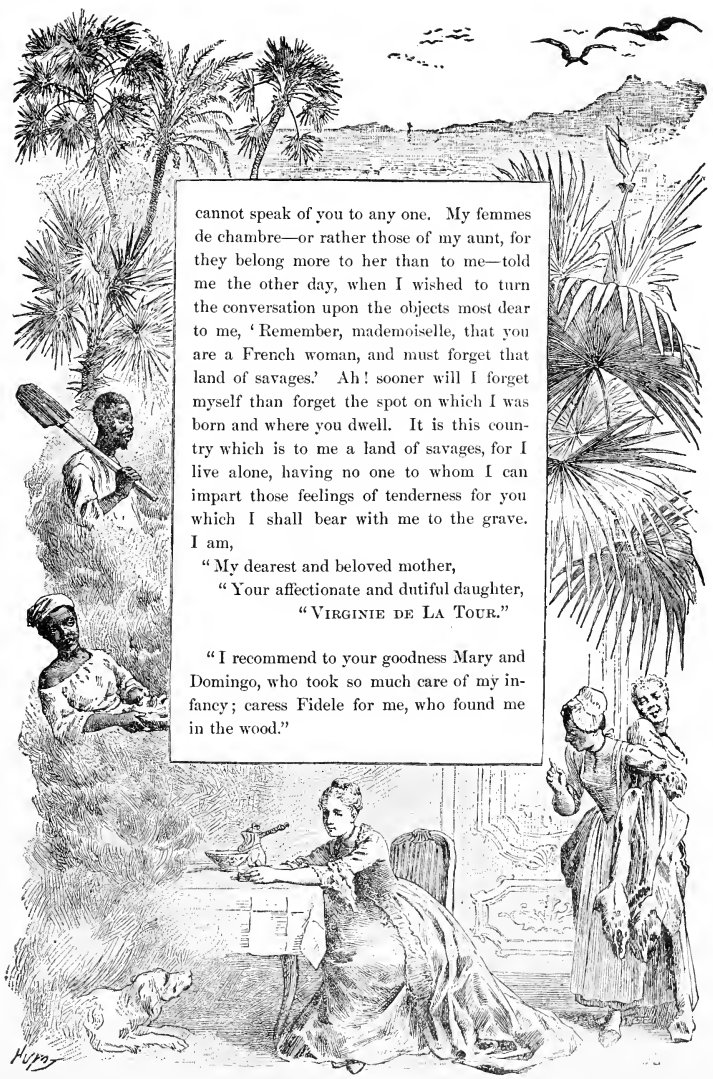 cannot speak of you to any one. My femmes
de chambre—or rather those of my aunt, for
they belong more to her than to me—told
me the other day, when I wished to turn
the conversation upon the objects most dear
to me, ‘Remember, mademoiselle, that you
are a French woman, and must forget that
land of savages.’ Ah! sooner will I forget
myself than forget the spot on which I was
born and where you dwell. It is this coun-
try which is to me a land of savages, for I
live alone, having no one to whom I can
impart those feelings of tenderness for you
which I shall bear with me to the grave.
I am,
“My dearest and beloved mother,
“Your affectionate and dutiful daughter,
“VIRGINIE DE LA TOUR.”
“I recommend to your goodness Mary and
Domingo, who took so much care of my in-
fancy; caress Fidele for me, who found me
in the wood.”